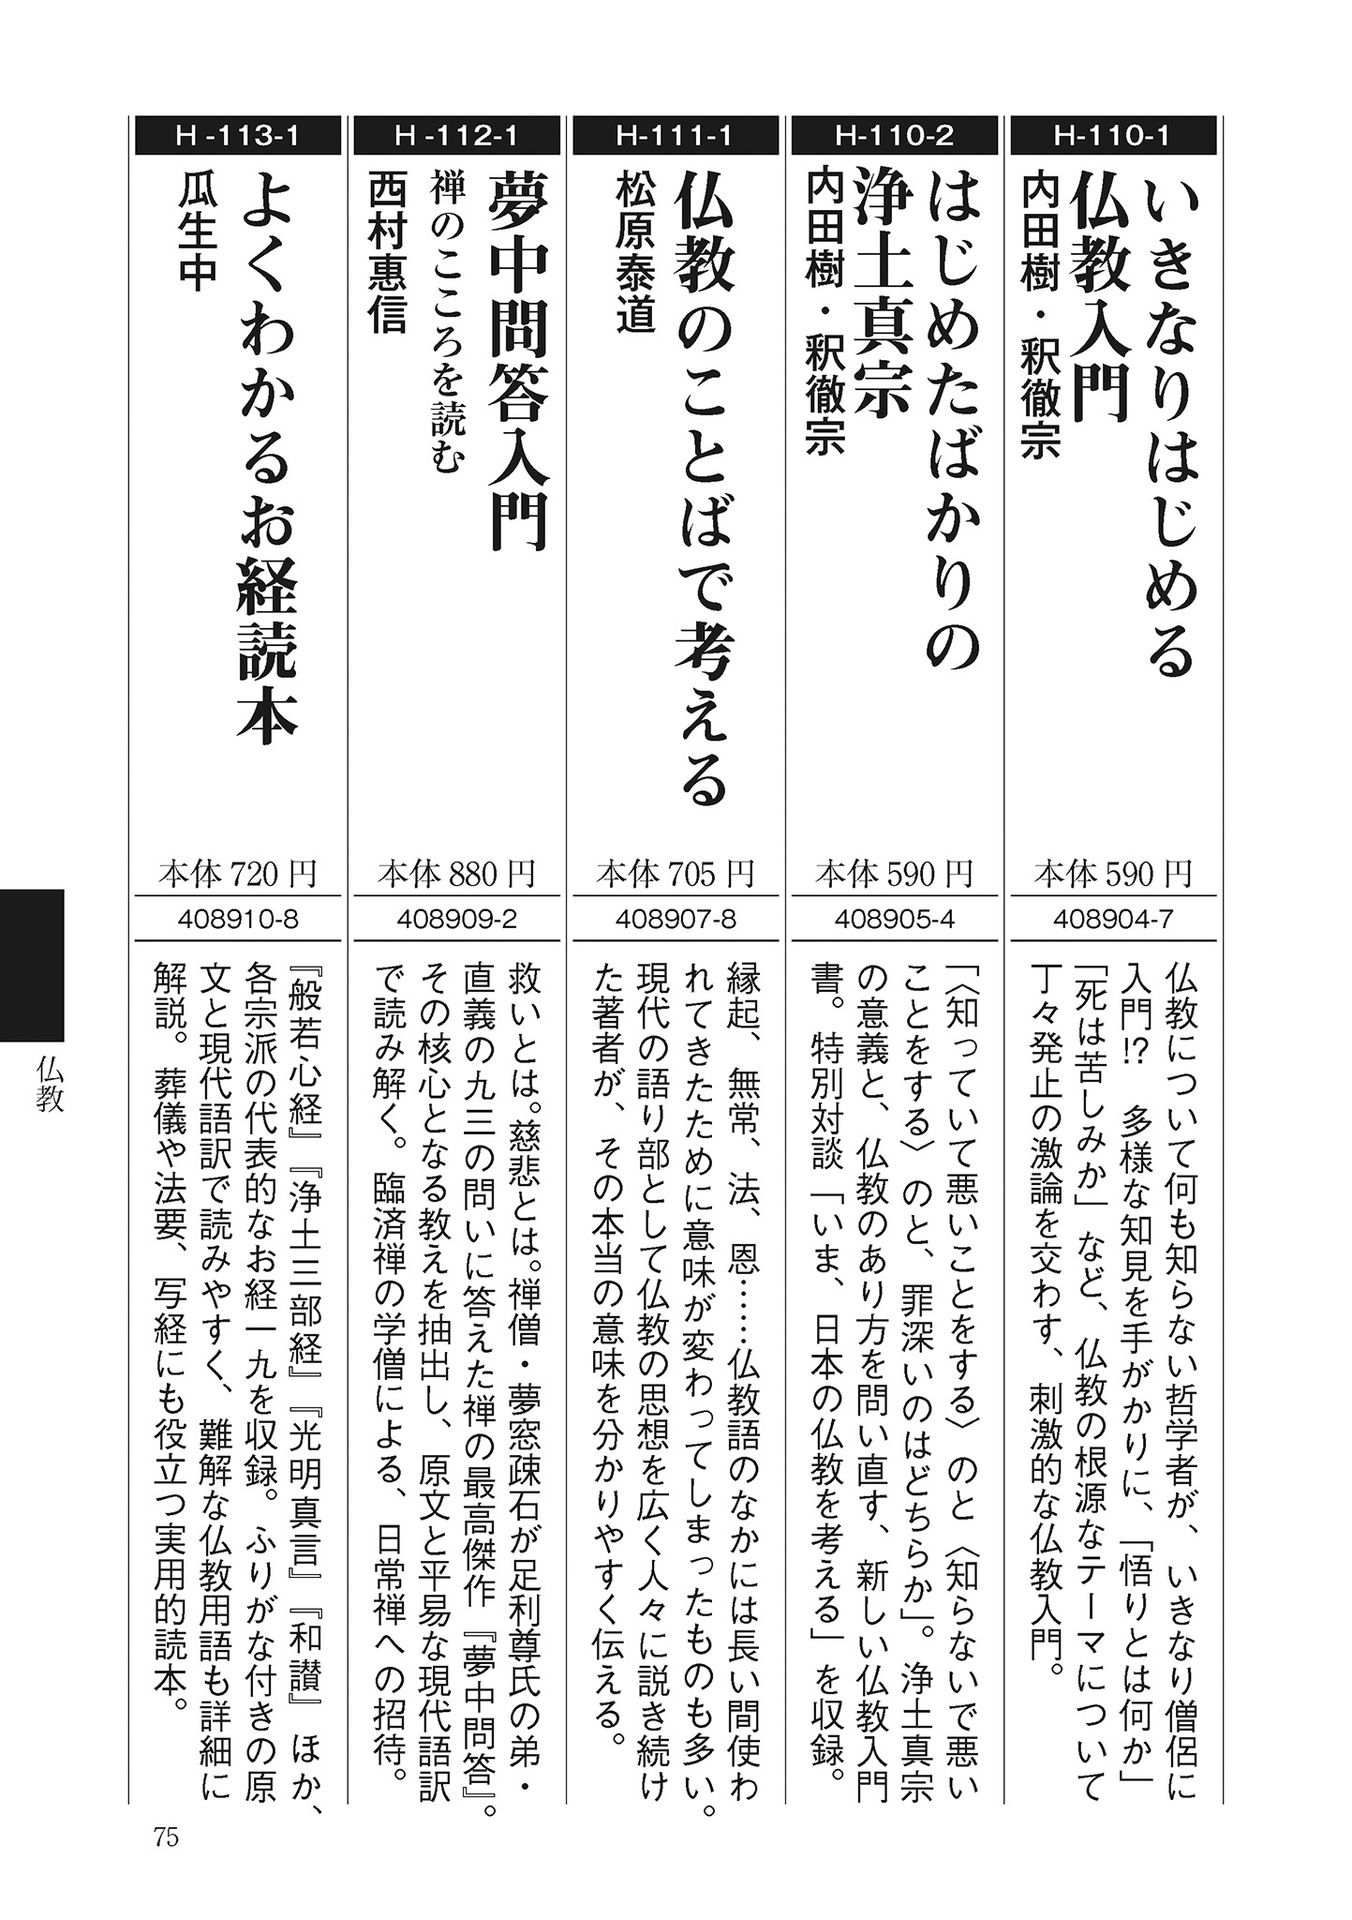 H-110-1
いきなりはじめる
仏教入門
内田樹・釈徹宗
本体590円
408904-7
仏教について何も知らない哲学者が、いきなり僧侶に
入門!? 多様な知見を手がかりに、「悟りとは何か」
「死は苦しみか」など、仏教の根源なテーマについて
丁々発止の激論を交わす、刺激的な仏教入門。
H-110-2
はじめたばかりの
浄土真宗
内田樹・釈徹宗
本体590円
408905-4
「〈知っていて悪いことをする〉のと〈知らないで悪い
ことをする〉のと、罪深いのはどちらか」。浄土真宗
の意義と、仏教のあり方を問い直す、新しい仏教入門
書。特別対談「いま、日本の仏教を考える」を収録。
H-111-1
仏教のことばで考える
松原泰道
本体705円
408907-8
縁起、無常、法、恩……仏教語のなかには長い間使わ
れてきたために意味が変わってしまったものも多い。
現代の語り部として仏教の思想を広く人々に説き続け
た著者が、その本当の意味を分かりやすく伝える。
H-112-1
夢中問答入門
禅のこころを読む
西村惠信
本体880円
408909-2
救いとは。慈悲とは。禅僧・夢窓疎石が足利尊氏の弟・
直義の九三の問いに答えた禅の最高傑作『夢中問答』。
その核心となる教えを抽出し、原文と平易な現代語訳
で読み解く。臨済禅の学僧による、日常禅への招待。
H-113-1
よくわかるお経読本
瓜生中
本体720円
408910-8
『般若心経』『浄土三部経』『光明真言』『和讃』ほか、
各宗派の代表的なお経一九を収録。ふりがな付きの原
文と現代語訳で読みやすく、難解な仏教用語も詳細に
解説。葬儀や法要、写経にも役立つ実用的読本。
仏教
75